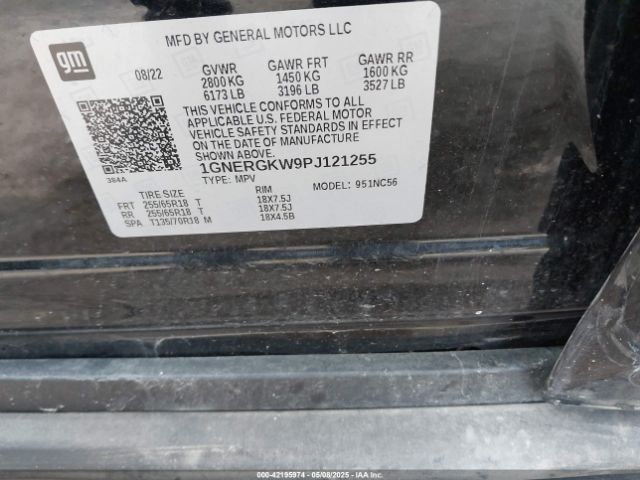 MFD BY GENERAL MOTORS LLC
gm
08/22
GVWR GAWR FRT GAWR RR
2800 KG 1450 KG 1600 KG
6173 LB 3196 LB 3527 LB
THIS VEHICLE CONFORMS TO ALL
APPLICABLE U.S. FEDERAL MOTOR
VEHICLE SAFETY STANDARDS IN EFFECT
ON THE DATE OF MANUFACTURE
SHOWN ABOVE.
1GNERGKW9PJ121255
384A
TYPE: MPV MODEL: 951NC56
TIRE SIZE RIM
FRT 255/65R18 T 18X7.5J
RR 255/65R18 T 18X7.5J
SPA T135/70R18 M 18X4.5B
000-42195974 - 05/08/2025 - IAAI.COM